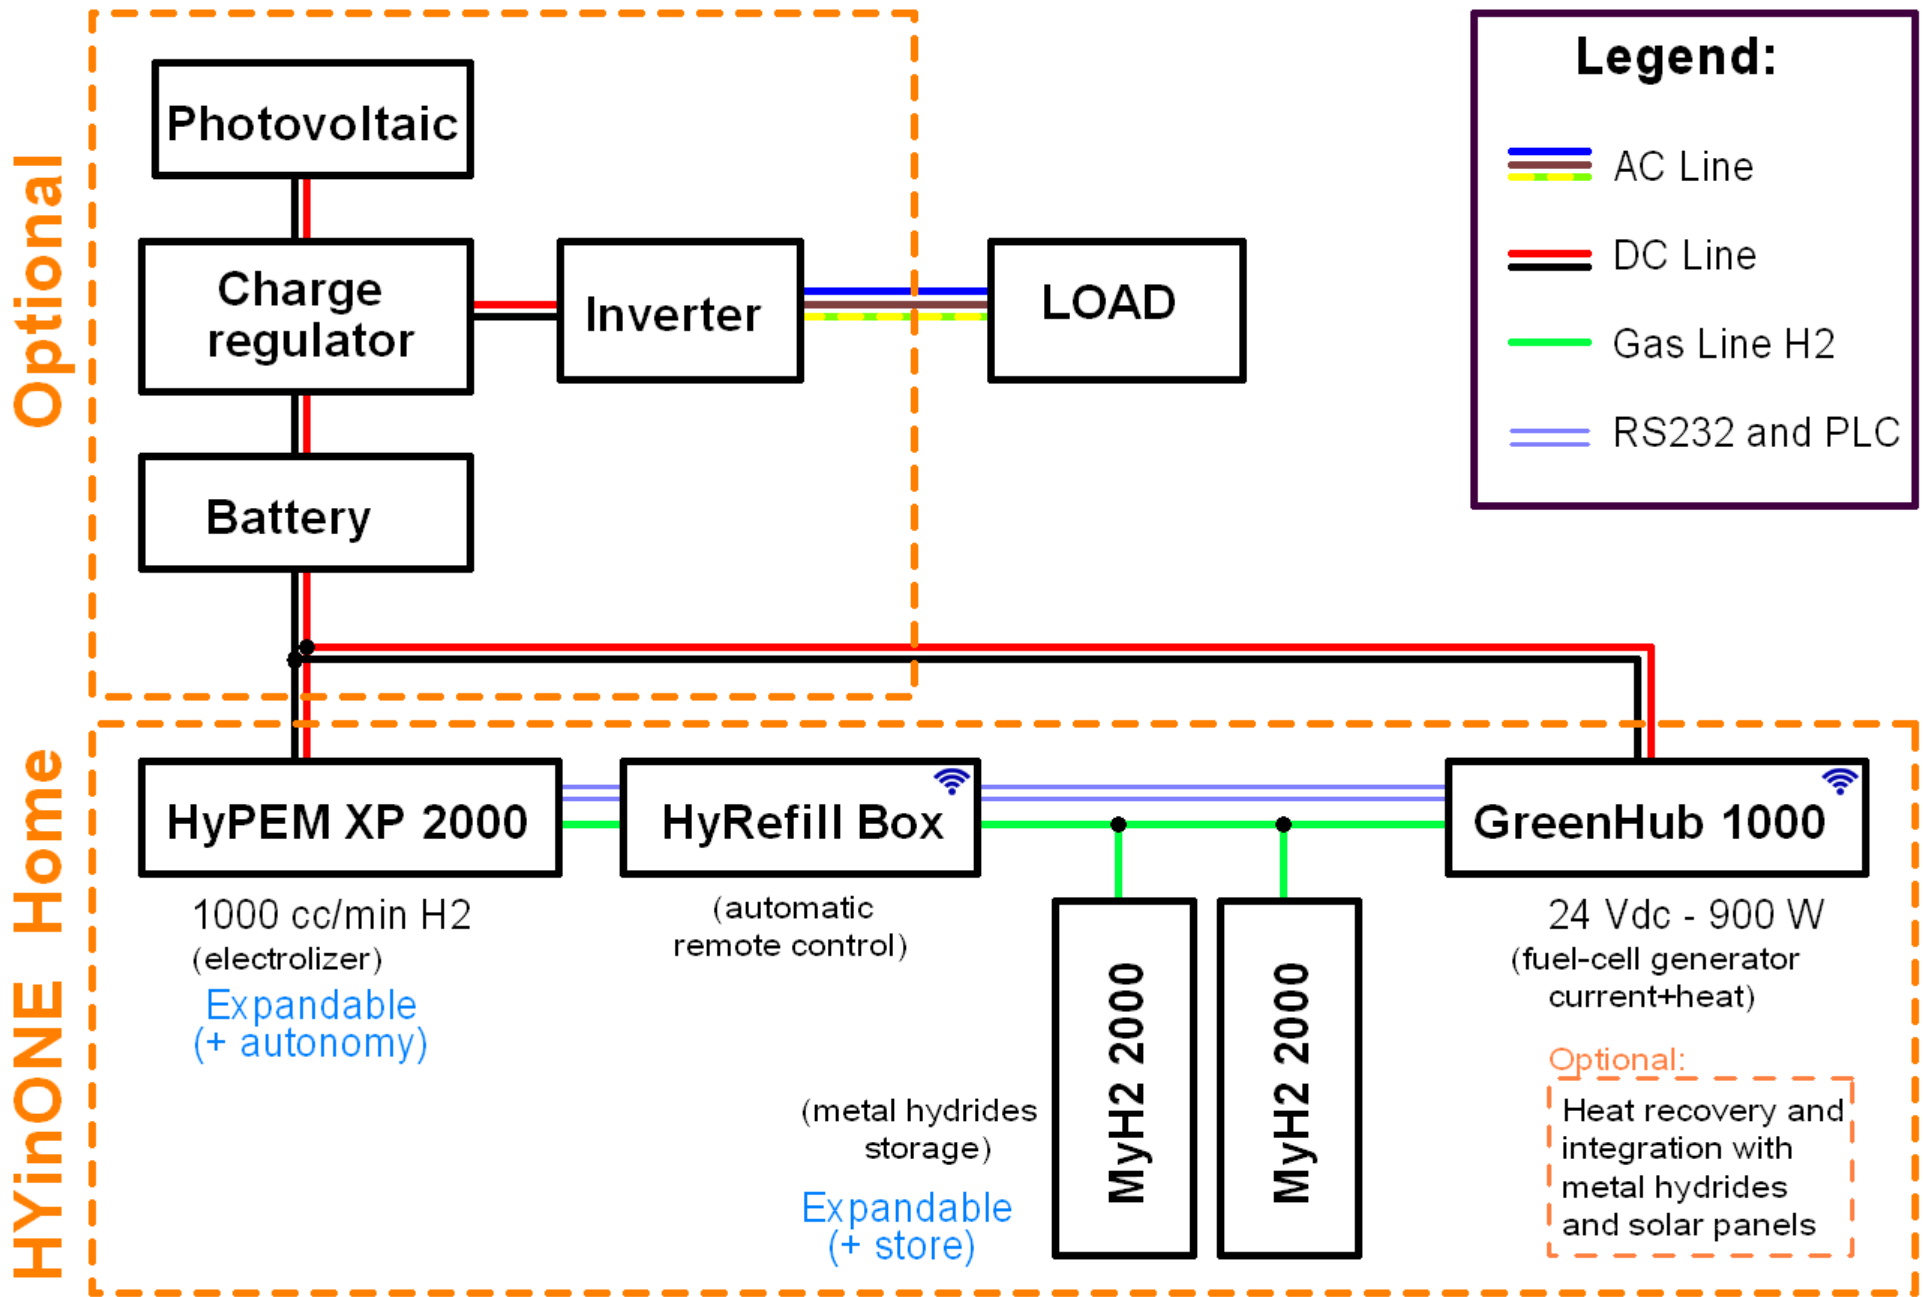 Optional
Photovoltaic
Charge
regulator
Inverter
LOAD
Battery
Legend:
AC Line
DC Line
Gas Line H2
RS232 and PLC
HYinONE Home
HyPEM XP 2000
1000 cc/min H2
(electrolizer)
Expandable
(+ autonomy)
HyRefill Box
(automatic
remote control)
MyH2 2000
MyH2 2000
(metal hydrides
storage)
Expandable
(+ store)
GreenHub 1000
24 Vdc - 900 W
(fuel-cell generator
current+heat)
Optional:
Heat recovery and
integration with
metal hydrides
and solar panels